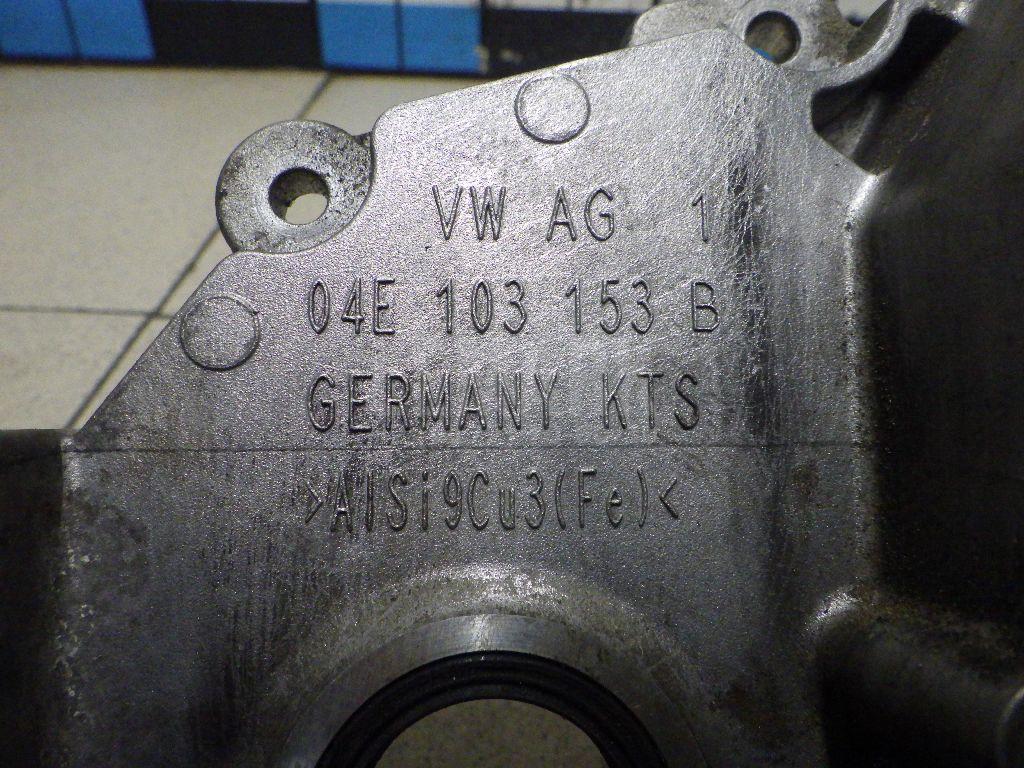 VW AG 1
04E 103 153 B
GERMANY KTS
>AlSi9Cu3(Fe)<